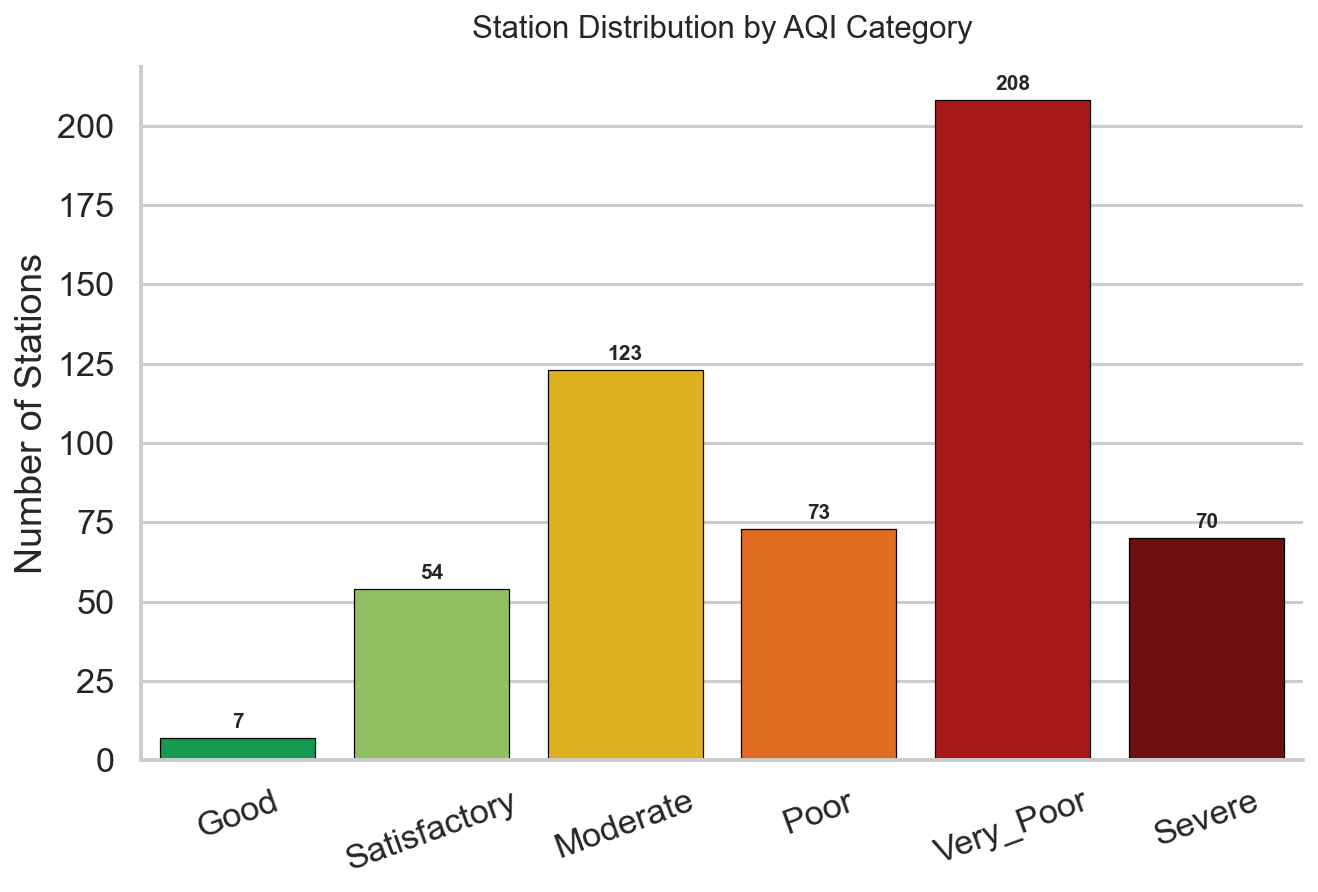 Station Distribution by AQI Category
Number of Stations
200
175
150
125
100
75
50
25
0
7
54
123
73
208
70
Good
Satisfactory
Moderate
Poor
Very_Poor
Severe